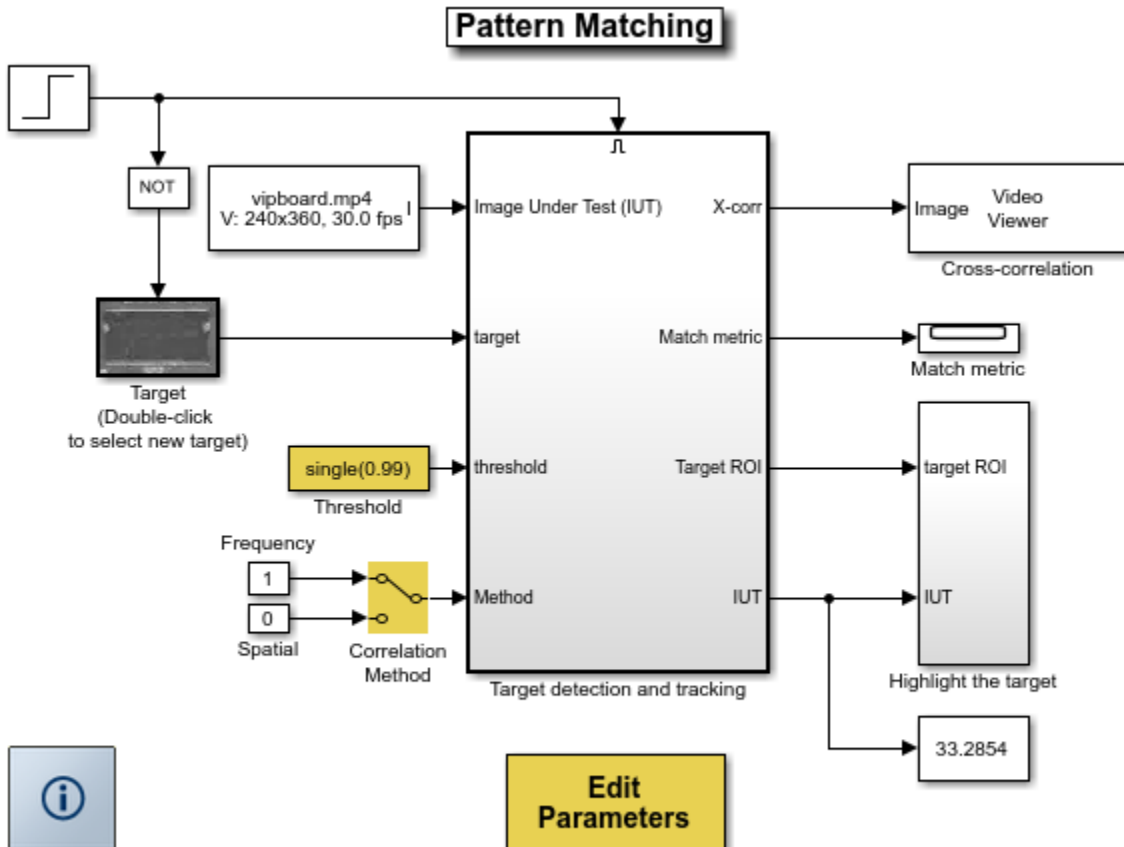 Pattern Matching
NOT
vipboard.mp4
V: 240x360, 30.0 fps
I
Image Under Test (IUT)
X-corr
Image
Video
Viewer
Cross-correlation
target
Match metric
Match metric
Target
(Double-click
to select new target)
single(0.99)
Threshold
threshold
Target ROI
target ROI
Frequency
1
0
Spatial
Correlation
Method
Method
IUT
IUT
Target detection and tracking
Highlight the target
33.2854
Edit
Parameters